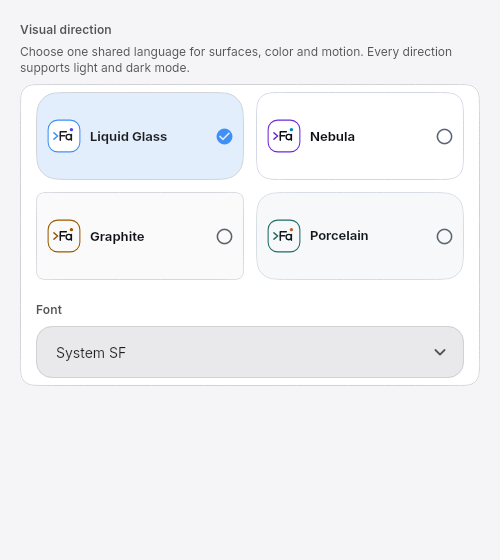 Visual direction
Choose one shared language for surfaces, color and motion. Every direction
supports light and dark mode.
>Fa Liquid Glass
>Fa Nebula
>Fa Graphite
>Fa Porcelain
Font
System SF